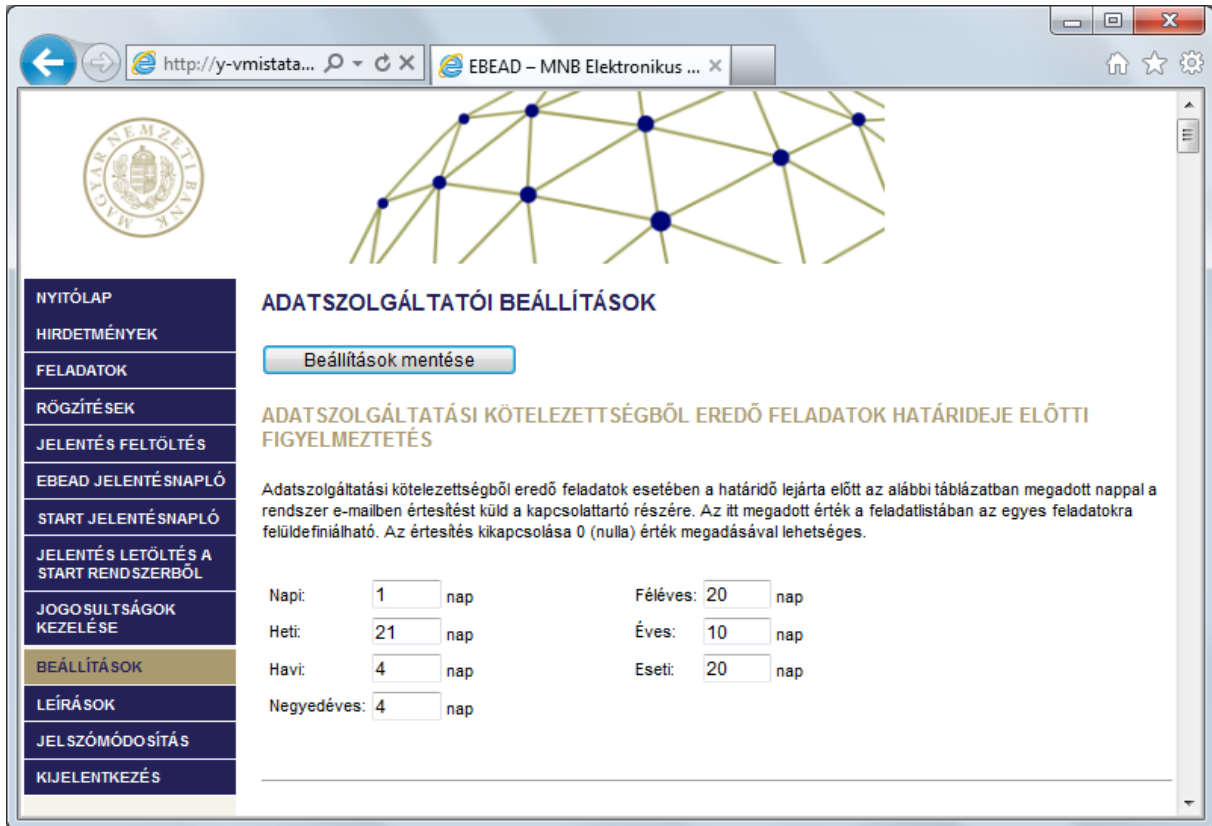 http://y-vmistata...
EBEAD – MNB Elektronikus ...
MAGYAR NEMZETI BANK
NYITÓLAP
HIRDETMÉNYEK
FELADATOK
RÖGZÍTÉSEK
JELENTÉS FELTÖLTÉS
EBEAD JELENTÉSNAPLÓ
START JELENTÉSNAPLÓ
JELENTÉS LETÖLTÉS A
START RENDSZERBŐL
JOGOSULTSÁGOK
KEZELÉSE
BEÁLLÍTÁSOK
LEÍRÁSOK
JELSZÓMÓDOSÍTÁS
KIJELENTKEZÉS
ADATSZOLGÁLTATÓI BEÁLLÍTÁSOK
Beállítások mentése
ADATSZOLGÁLTATÁSI KÖTELEZETTSÉGBŐL EREDŐ FELADATOK HATÁRIDEJE ELŐTTI
FIGYELMEZTETÉS
Adatszolgáltatási kötelezettségből eredő feladatok esetében a határidő lejárta előtt az alábbi táblázatban megadott nappal a
rendszer e-mailben értesítést küld a kapcsolattartó részére. Az itt megadott érték a feladatlistában az egyes feladatokra
felüldefiniálható. Az értesítés kikapcsolása 0 (nulla) érték megadásával lehetséges.
Napi: 1 nap Féléves: 20 nap
Heti: 21 nap Éves: 10 nap
Havi: 4 nap Eseti: 20 nap
Negyedéves: 4 nap